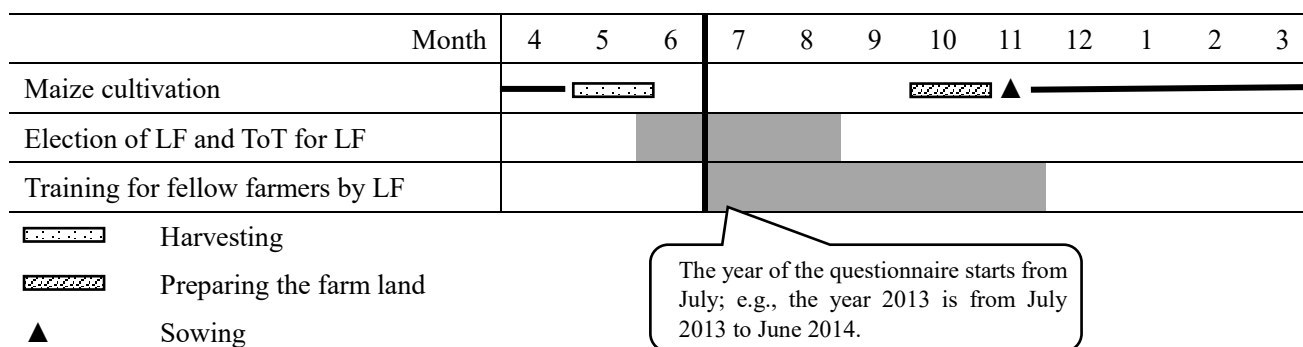 Month 4 5 6 7 8 9 10 11 12 1 2 3
Maize cultivation
Election of LF and ToT for LF
Training for fellow farmers by LF
Harvesting
Preparing the farm land
▲ Sowing
The year of the questionnaire starts from
July; e.g., the year 2013 is from July
2013 to June 2014.